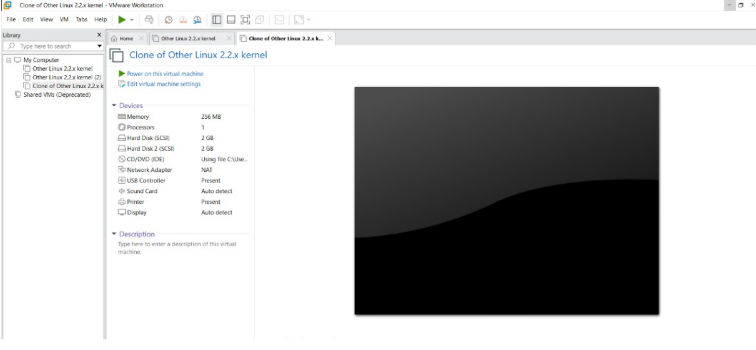 Clone of Other Linux 2.2.x kernel - VMware Workstation
File Edit View VM Tabs Help
Library x
Type here to search
My Computer
Other Linux 2.2.x kernel
Other Linux 2.2.x kernel (2)
Clone of Other Linux 2.2.x k
Shared VMs (Deprecated)
Home Other Linux 2.2.x kernel Clone of Other Linux 2.2.x k...
Clone of Other Linux 2.2.x kernel
Power on this virtual machine
Edit virtual machine settings
Devices
Memory 256 MB
Processors 1
Hard Disk (SCSI) 2 GB
Hard Disk 2 (SCSI) 2 GB
CD/DVD (IDE) Using file C:\Use...
Network Adapter NAT
USB Controller Present
Sound Card Auto detect
Printer Present
Display Auto detect
Description
Type here to enter a description of this virtual
machine.